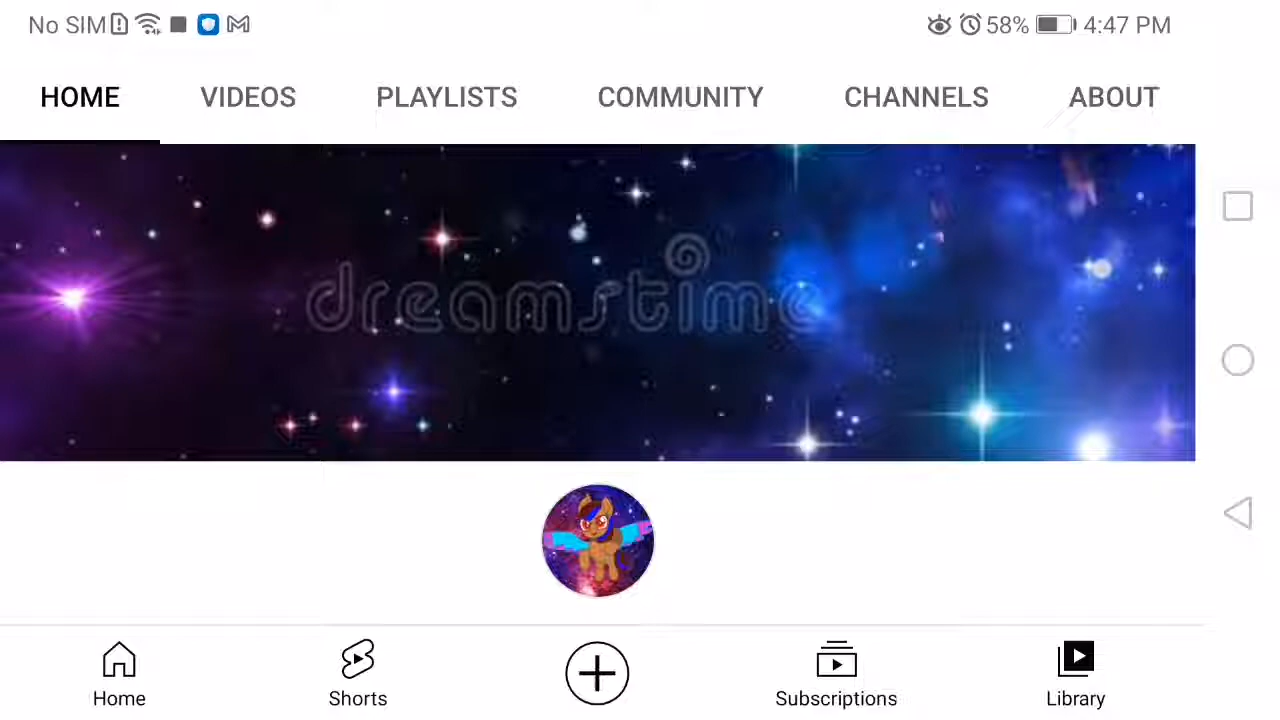 No SIM 58% 4:47 PM
HOME VIDEOS PLAYLISTS COMMUNITY CHANNELS ABOUT
dreamstime
Home Shorts Subscriptions Library